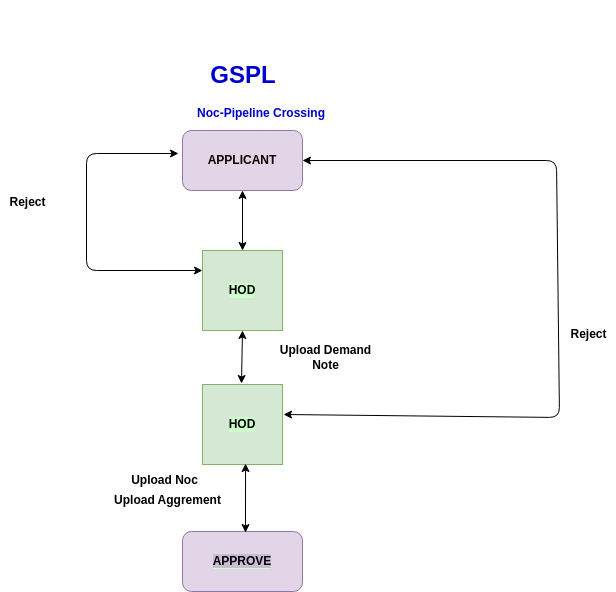 GSPL
Noc-Pipeline Crossing
APPLICANT
Reject
HOD
Reject
Upload Demand
Note
HOD
Upload Noc
Upload Aggrement
APPROVE